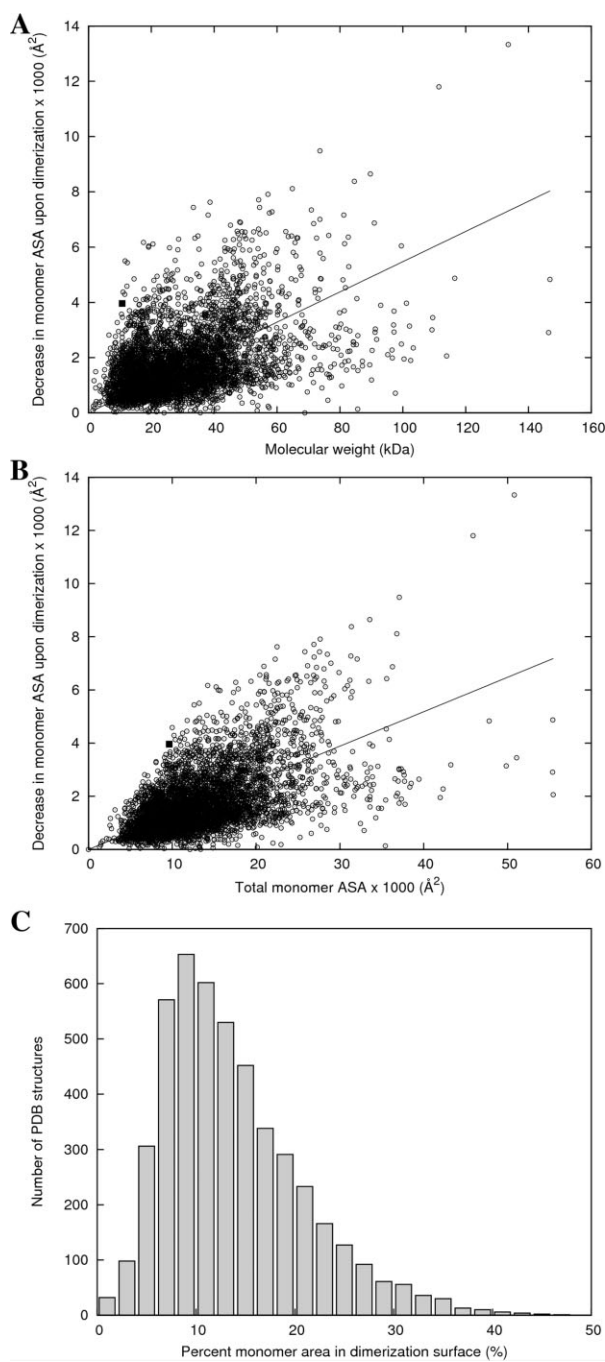 A
14
12
10
8
6
4
2
0
Decrease in monomer ASA upon dimerization x 1000 (Å²)
0 20 40 60 80 100 120 140 160
Molecular weight (kDa)
B
14
12
10
8
6
4
2
0
Decrease in monomer ASA upon dimerization x 1000 (Å²)
0 10 20 30 40 50 60
Total monomer ASA x 1000 (Å²)
C
700
600
500
400
300
200
100
0
Number of PDB structures
0 10 20 30 40 50
Percent monomer area in dimerization surface (%)